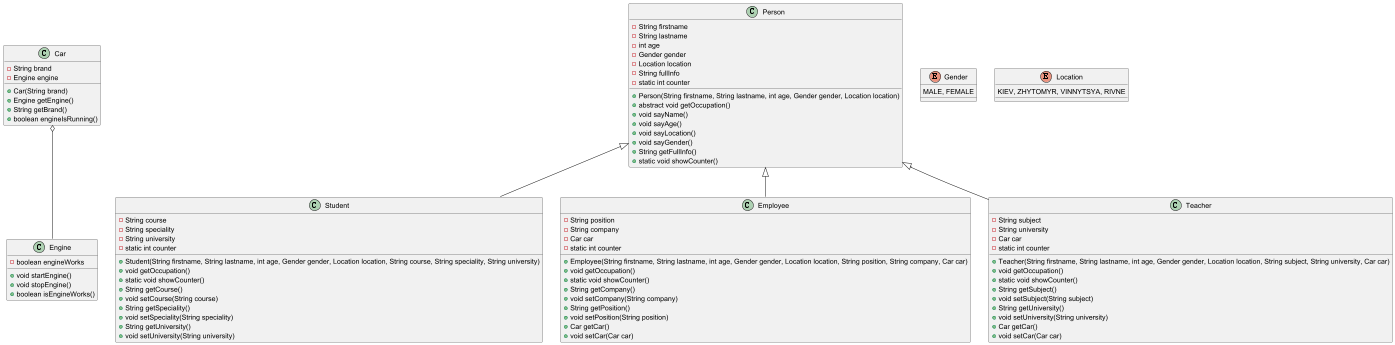 C Person
String firstname
String lastname
int age
Gender gender
Location location
String fullInfo
static int counter
Person(String firstname, String lastname, int age, Gender gender, Location location)
abstract void getOccupation()
void sayName()
void sayAge()
void sayLocation()
void sayGender()
String getFullInfo()
static void showCounter()
C Car
String brand
Engine engine
Car(String brand)
Engine getEngine()
String getBrand()
boolean engineIsRunning()
E Gender
MALE, FEMALE
E Location
KIEV, ZHYTOMYR, VINNYTSYA, RIVNE
C Engine
boolean engineWorks
void startEngine()
void stopEngine()
boolean isEngineWorks()
C Student
String course
String speciality
String university
static int counter
Student(String firstname, String lastname, int age, Gender gender, Location location, String course, String speciality, String university)
void getOccupation()
static void showCounter()
String getCourse()
void setCourse(String course)
String getSpeciality()
void setSpeciality(String speciality)
String getUniversity()
void setUniversity(String university)
C Employee
String position
String company
Car car
static int counter
Employee(String firstname, String lastname, int age, Gender gender, Location location, String position, String company, Car car)
void getOccupation()
static void showCounter()
String getCompany()
void setCompany(String company)
String getPosition()
void setPosition(String position)
Car getCar()
void setCar(Car car)
C Teacher
String subject
String university
Car car
static int counter
Teacher(String firstname, String lastname, int age, Gender gender, Location location, String subject, String university, Car car)
void getOccupation()
static void showCounter()
String getSubject()
void setSubject(String subject)
String getUniversity()
void setUniversity(String university)
Car getCar()
void setCar(Car car)